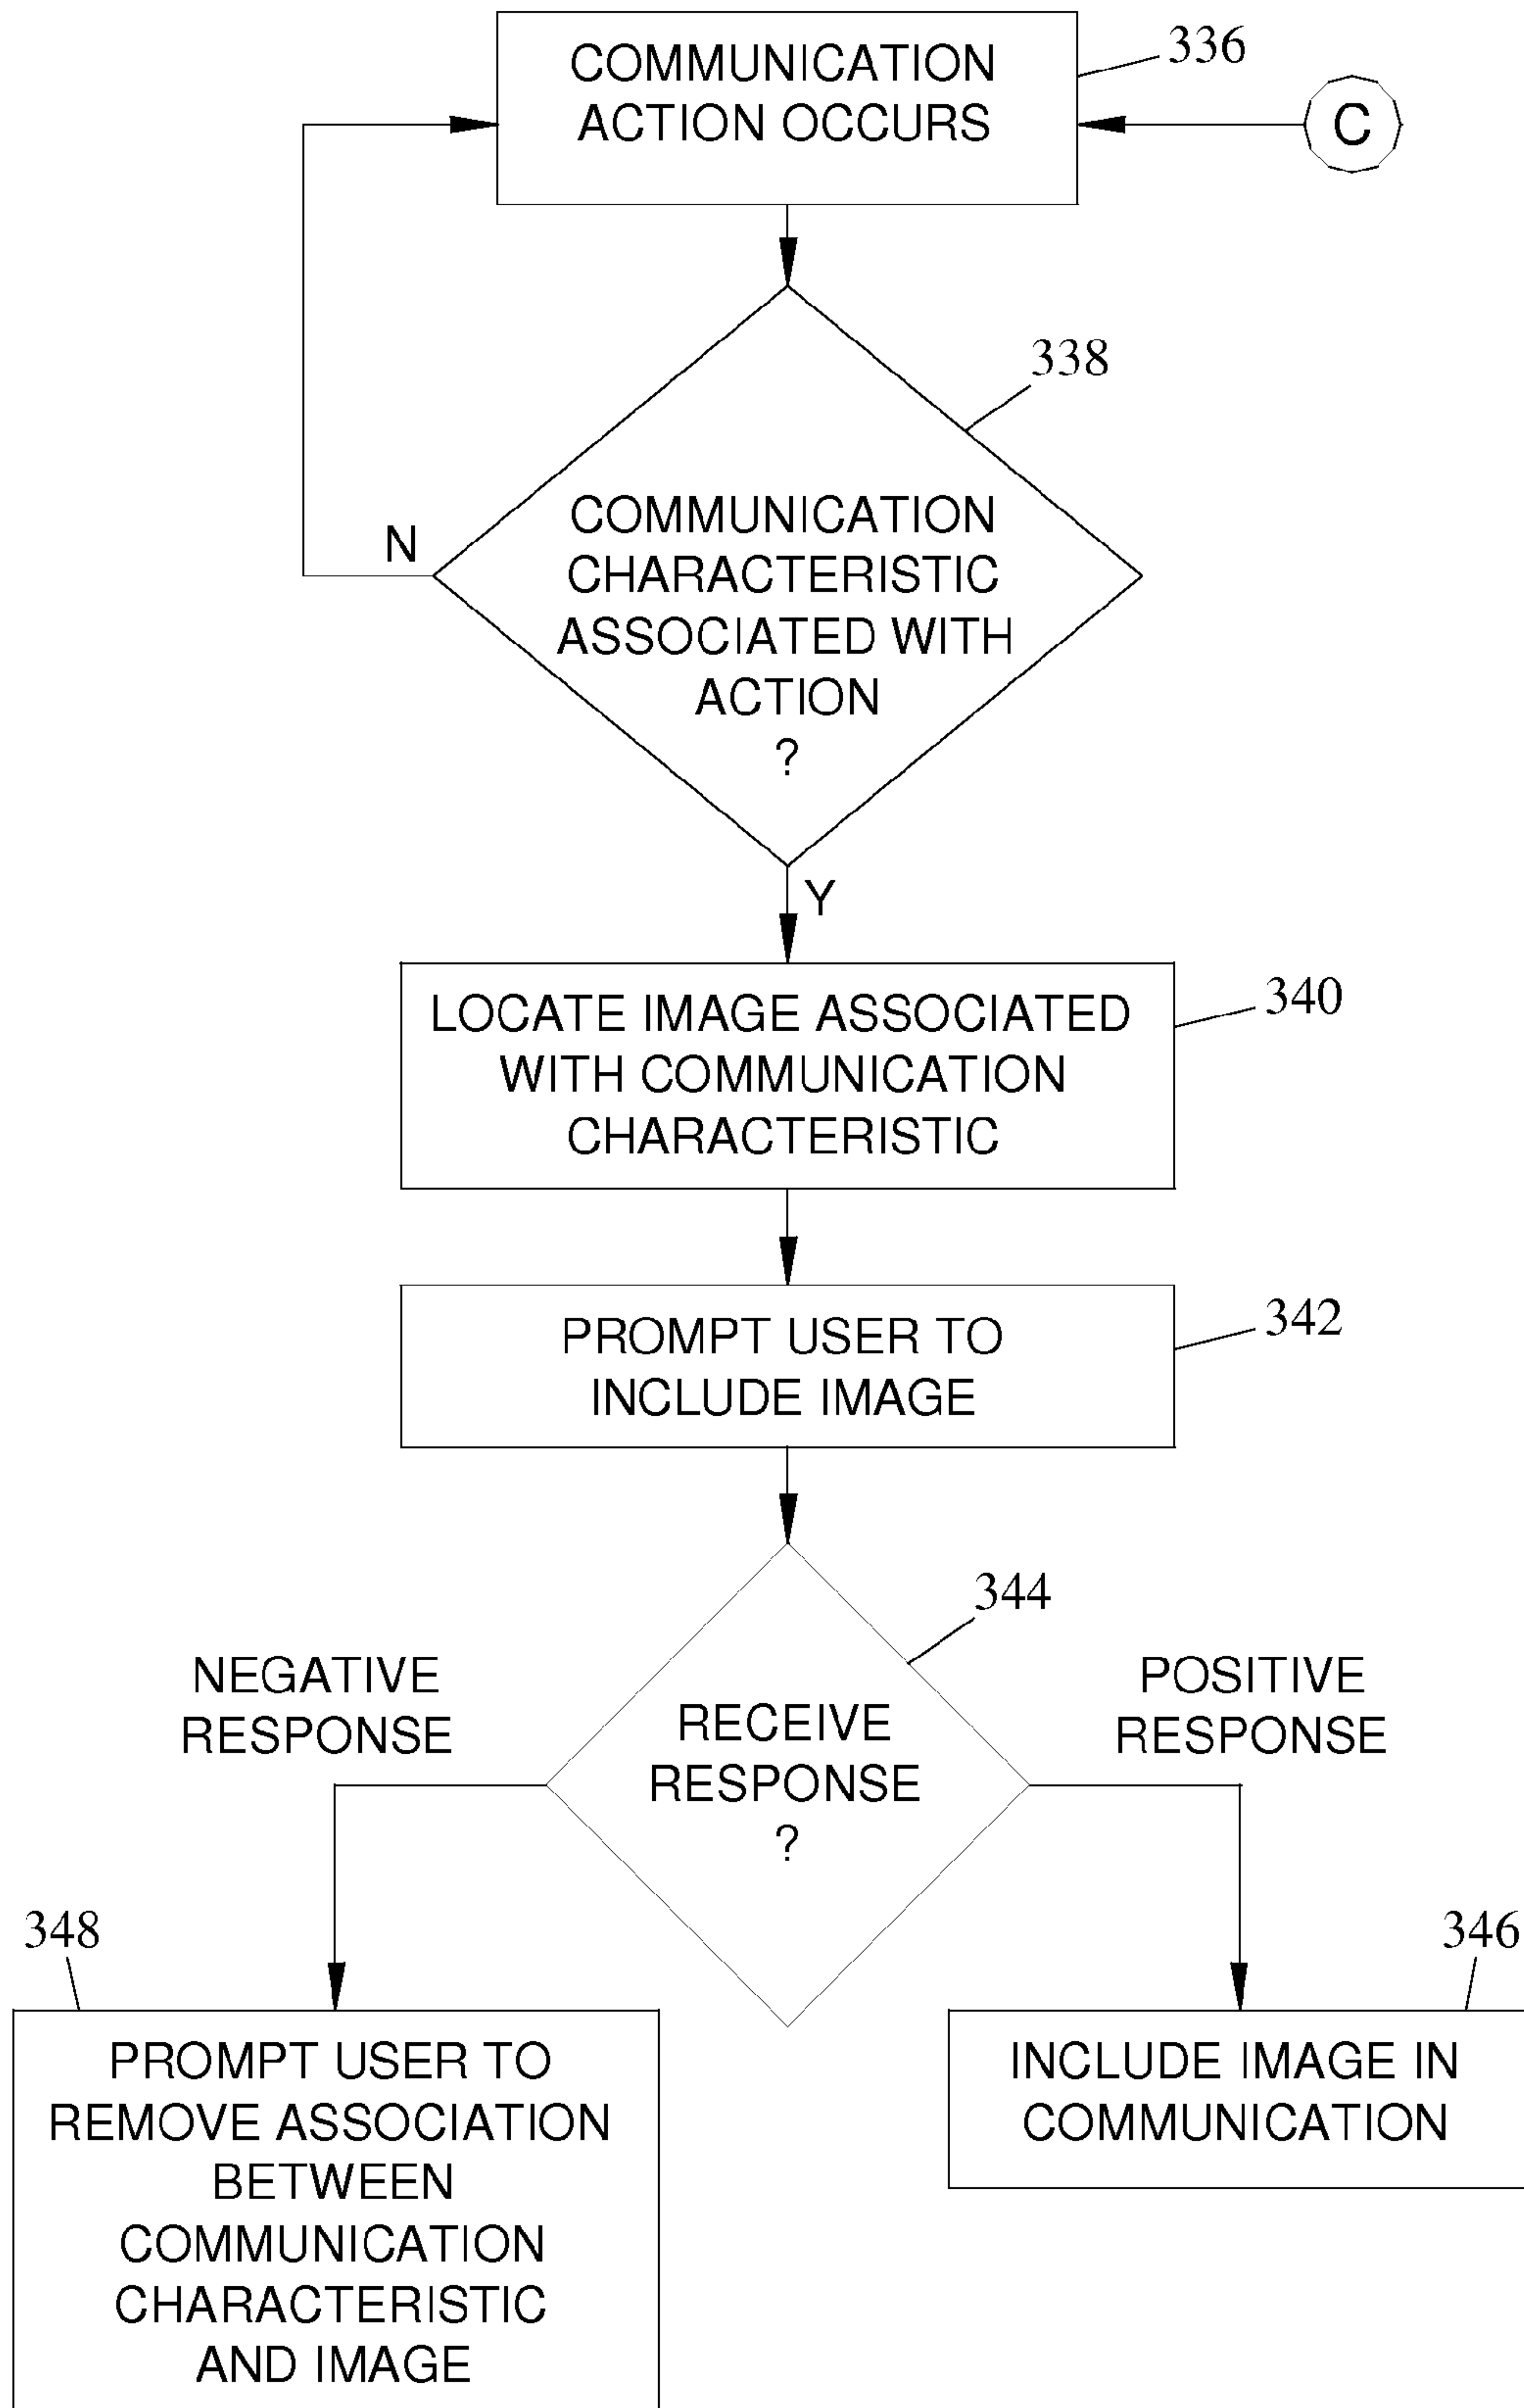 COMMUNICATION
ACTION OCCURS
336
C
338
COMMUNICATION
CHARACTERISTIC
ASSOCIATED WITH
ACTION
?
N
Y
LOCATE IMAGE ASSOCIATED
WITH COMMUNICATION
CHARACTERISTIC
340
PROMPT USER TO
INCLUDE IMAGE
342
344
NEGATIVE
RESPONSE
RECEIVE
RESPONSE
?
POSITIVE
RESPONSE
348
346
PROMPT USER TO
REMOVE ASSOCIATION
BETWEEN
COMMUNICATION
CHARACTERISTIC
AND IMAGE
INCLUDE IMAGE IN
COMMUNICATION